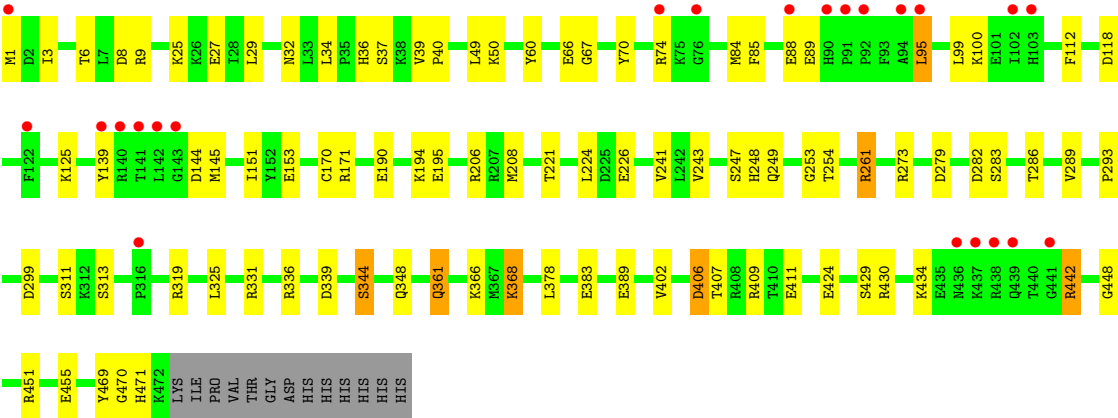 M1 D2 I3 T6 L7 D8 R9 K25 K26 E27 I28 L29 N32 L33 L34 P35 H36 S37 K38 V39 P40 L49 K50 Y60 E66 G67 Y70 R74 K75 G76 M84 F85 E88 E89 H90 P91 P92 F93 A94 L95 L99 K100 E101 I102 H103 F112 D118
F122 K125 Y139 R140 T141 L142 G143 D144 M145 I151 Y152 E153 C170 R171 E190 K194 E195 R206 R207 M208 T221 L224 D225 E226 V241 L242 V243 S247 H248 Q249 G253 T254 R261 R273 D279 D282 S283 T286 V289 P293
D299 S311 K312 S313 P316 R319 L325 R331 R336 D339 S344 Q348 Q361 K366 M367 K368 L378 E383 E389 V402 D406 T407 R408 R409 T410 E411 E424 S429 R430 K434 E435 N436 K437 R438 Q439 T440 G441 R442 G448
R451 E455 Y469 G470 H471 K472 LYS ILE PRO VAL THR GLY ASP HIS HIS HIS HIS HIS HIS